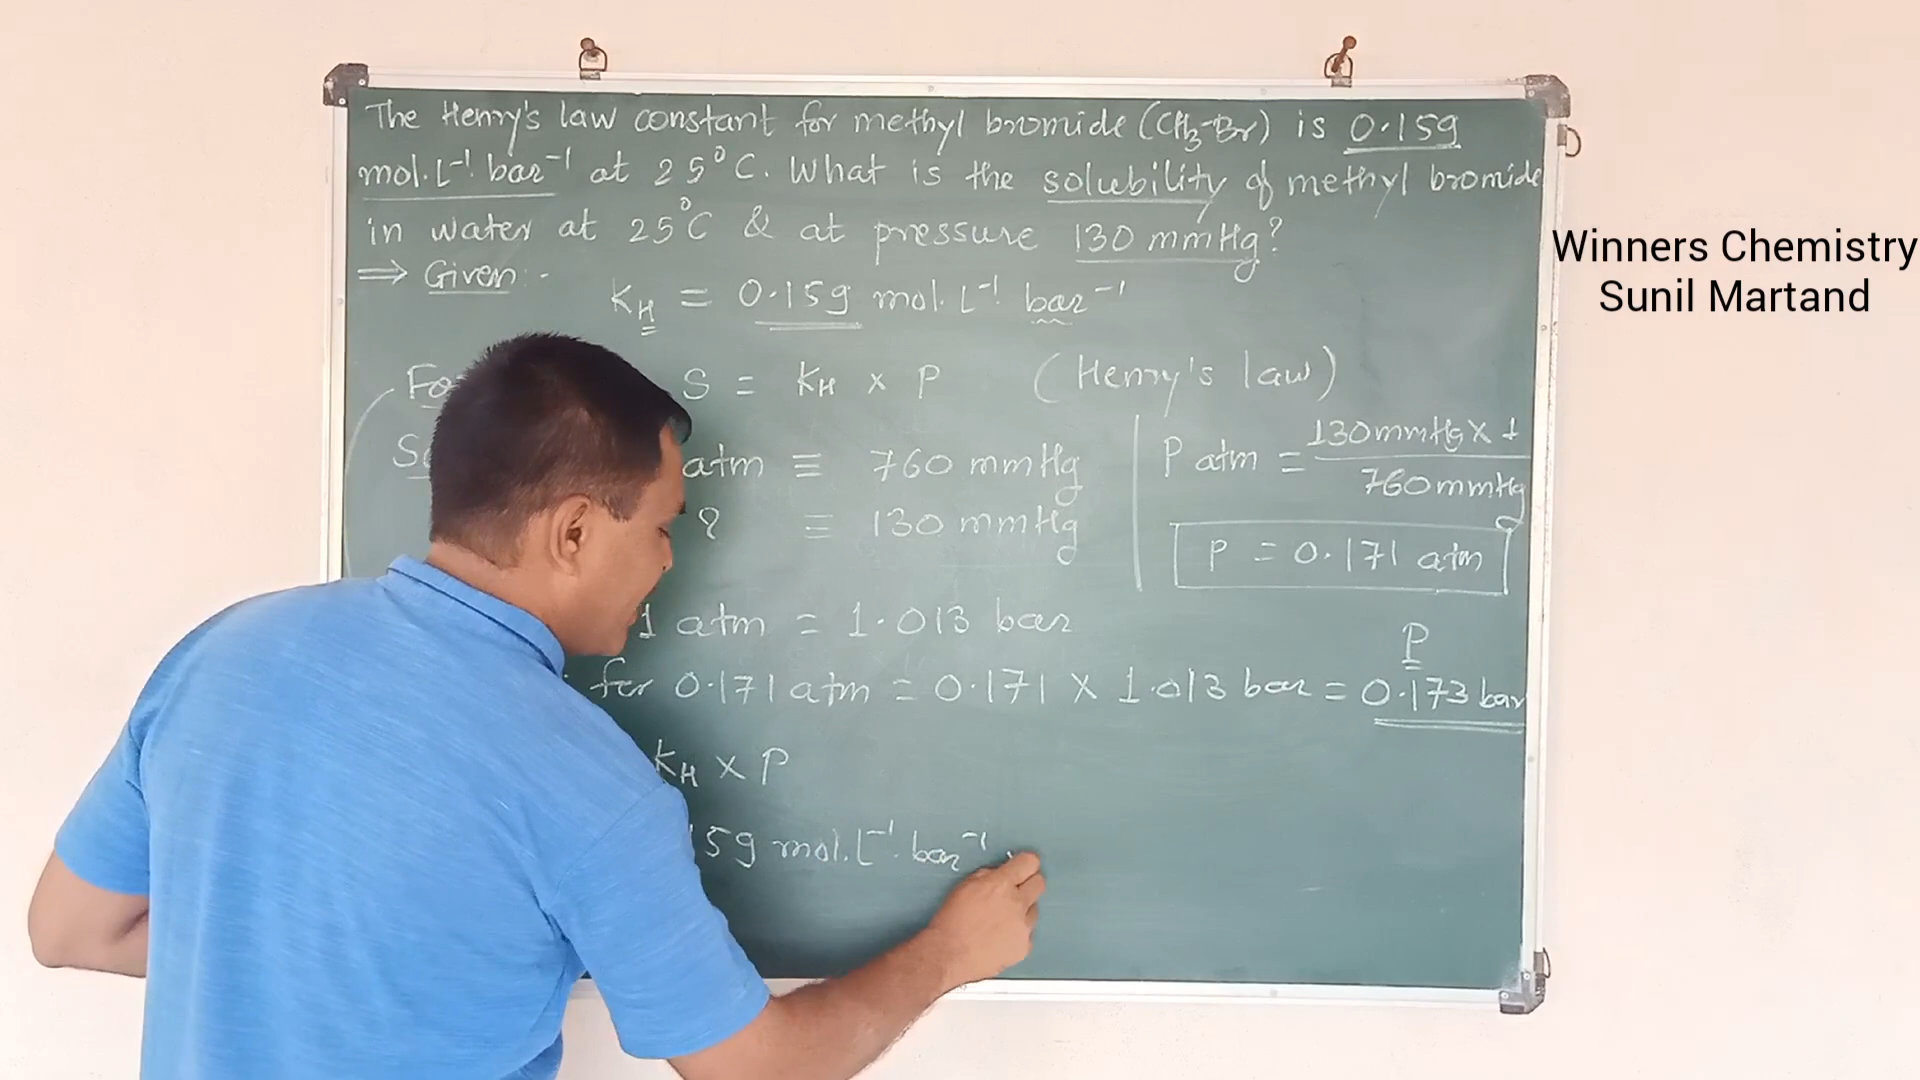 The Henry's law constant for methyl bromide (CH3-Br) is 0.159
mol.L⁻¹.bar⁻¹ at 25°C. What is the solubility of methyl bromide
in water at 25°C & at pressure 130 mmHg?
⇒ Given:-
KH = 0.159 mol.L⁻¹ bar⁻¹
S = KH × P (Henry's law)
atm ≡ 760 mmHg
? ≡ 130 mmHg
P atm = 130mmHg × 1 / 760mmHg
P = 0.171 atm
1 atm = 1.013 bar
P
for 0.171 atm = 0.171 × 1.013 bar = 0.173 bar
KH × P
159 mol.L⁻¹.bar⁻¹
Winners Chemistry
Sunil Martand